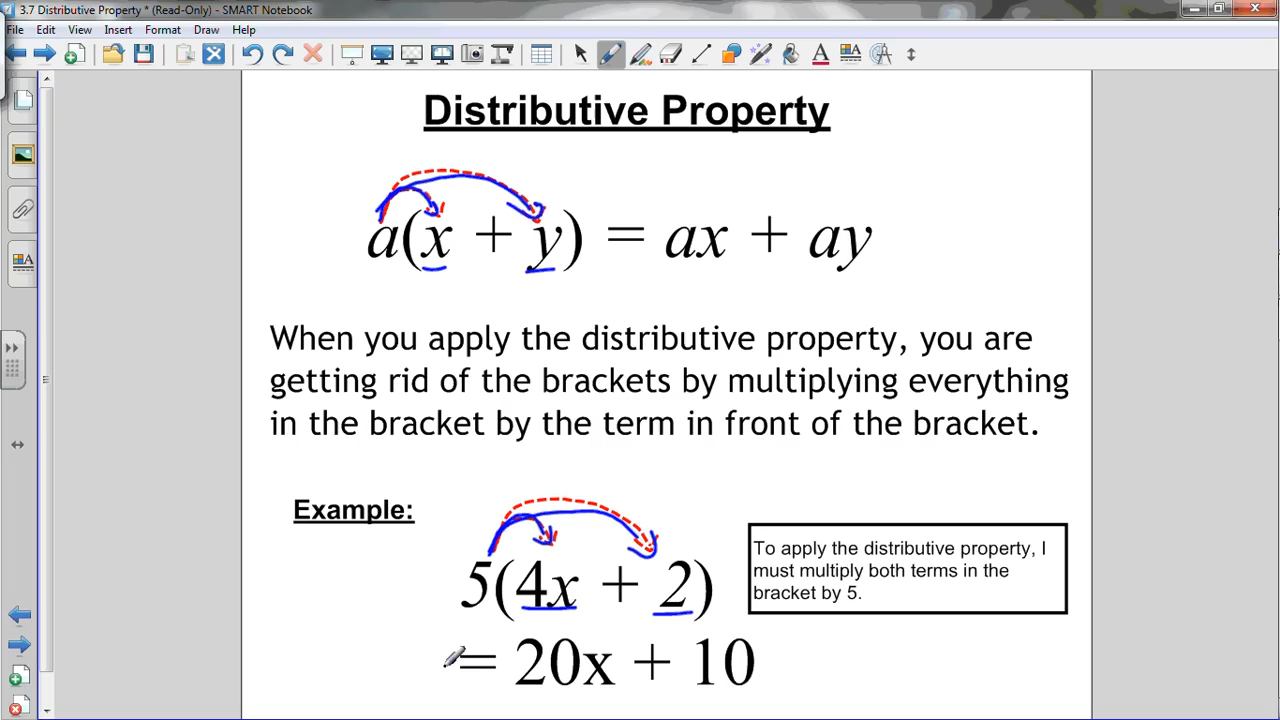 3.7 Distributive Property * (Read-Only) - SMART Notebook
File Edit View Insert Format Draw Help
Distributive Property
a(x + y) = ax + ay
When you apply the distributive property, you are
getting rid of the brackets by multiplying everything
in the bracket by the term in front of the bracket.
Example:
5(4x + 2)
= 20x + 10
To apply the distributive property, I
must multiply both terms in the
bracket by 5.